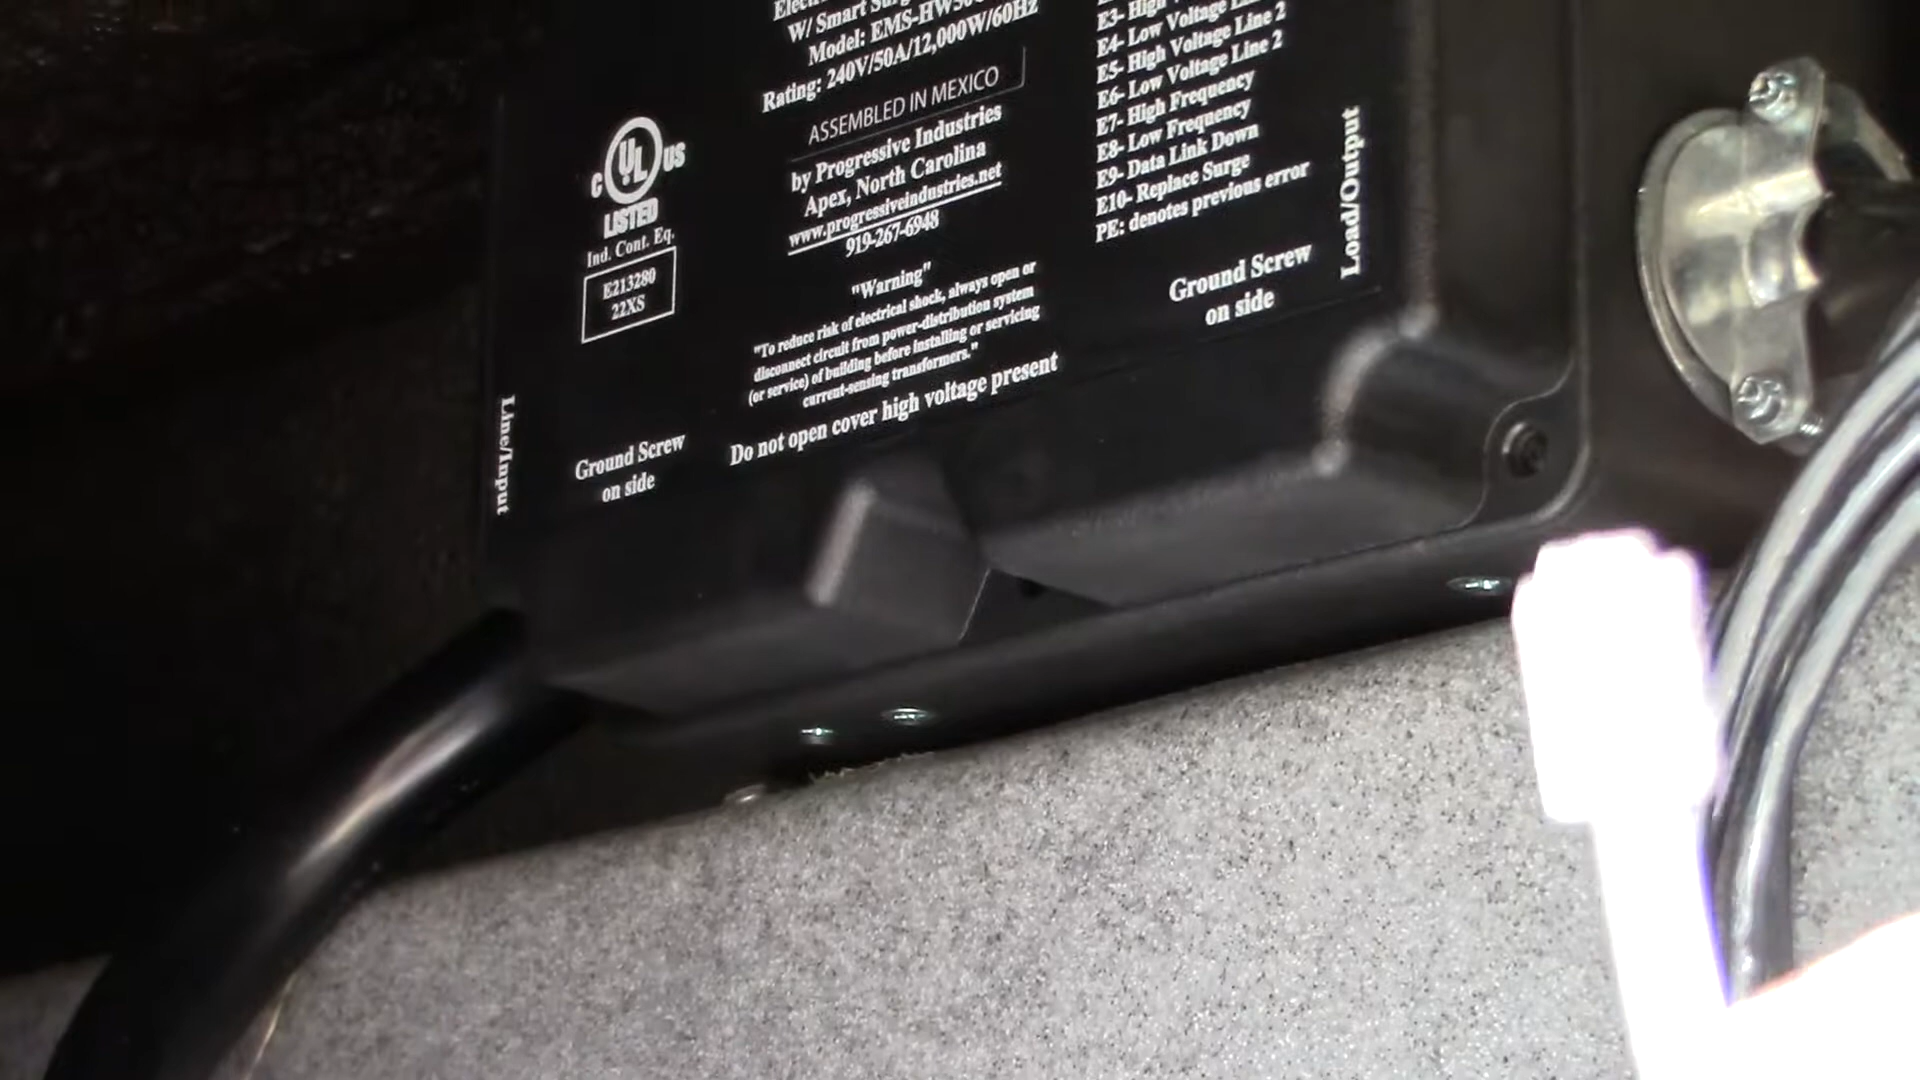 W/ Smart
Model: EMS-HW50
Rating: 240V/50A/12,000W/60Hz
ASSEMBLED IN MEXICO
by Progressive Industries
Apex, North Carolina
www.progressiveindustries.net
919-267-6948
"Warning"
"To reduce risk of electrical shock, always open or
disconnect circuit from power-distribution system
(or service) of building before installing or servicing
current-sensing transformers."
Do not open cover high voltage present
C UL US
LISTED
Ind. Cont. Eq.
E213280
22XS
Line/Input
Ground Screw
on side
E3- High
E4- Low Voltage
E5- High Voltage Line 2
E6- Low Voltage Line 2
E7- High Frequency
E8- Low Frequency
E9- Data Link Down
E10- Replace Surge
PE: denotes previous error
Ground Screw
on side
Load/Output